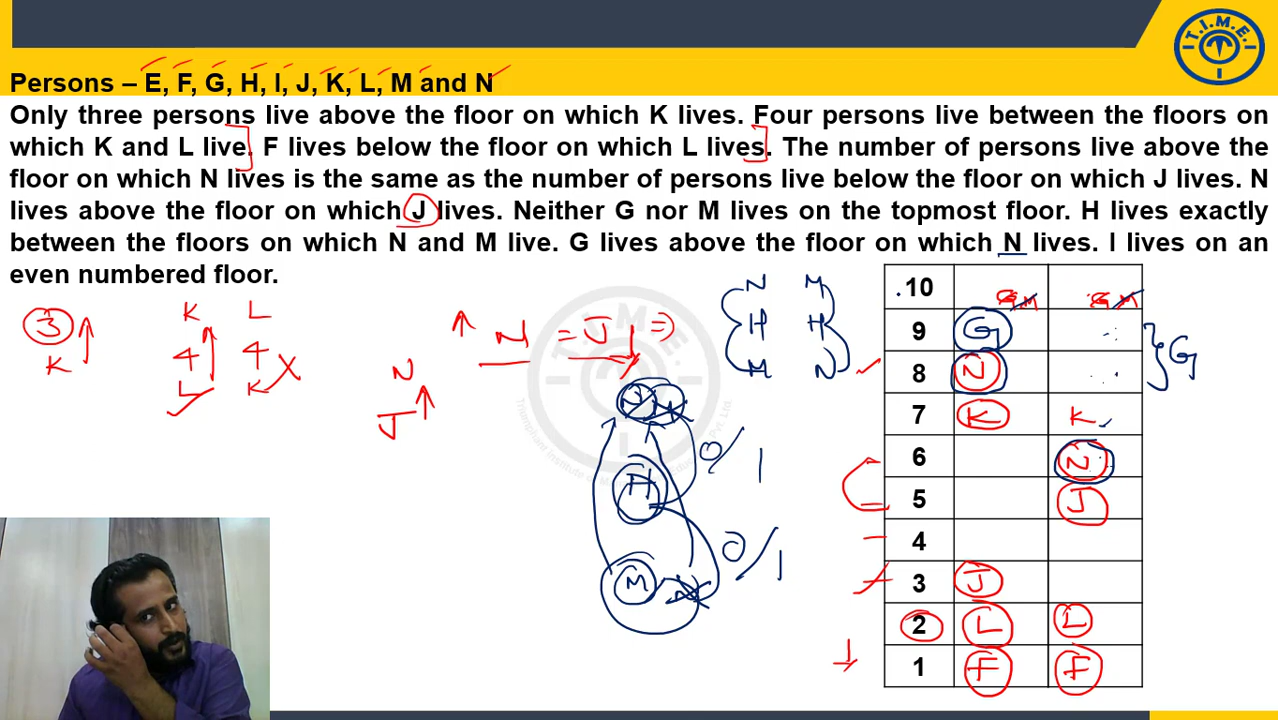 T.I.M.E.
Persons – E, F, G, H, I, J, K, L, M and N
Only three persons live above the floor on which K lives. Four persons live between the floors on
which K and L live. F lives below the floor on which L lives. The number of persons live above the
floor on which N lives is the same as the number of persons live below the floor on which J lives. N
lives above the floor on which J lives. Neither G nor M lives on the topmost floor. H lives exactly
between the floors on which N and M live. G lives above the floor on which N lives. I lives on an
even numbered floor.
3 K
K 4 L
L 4 K
N = J
N J
N H M
M H N
N M
H 0/1
M N 0/1
10 G M G M
9 G G
8 N
7 K K
6 N
5 J
4
3 J
2 L L
1 F F